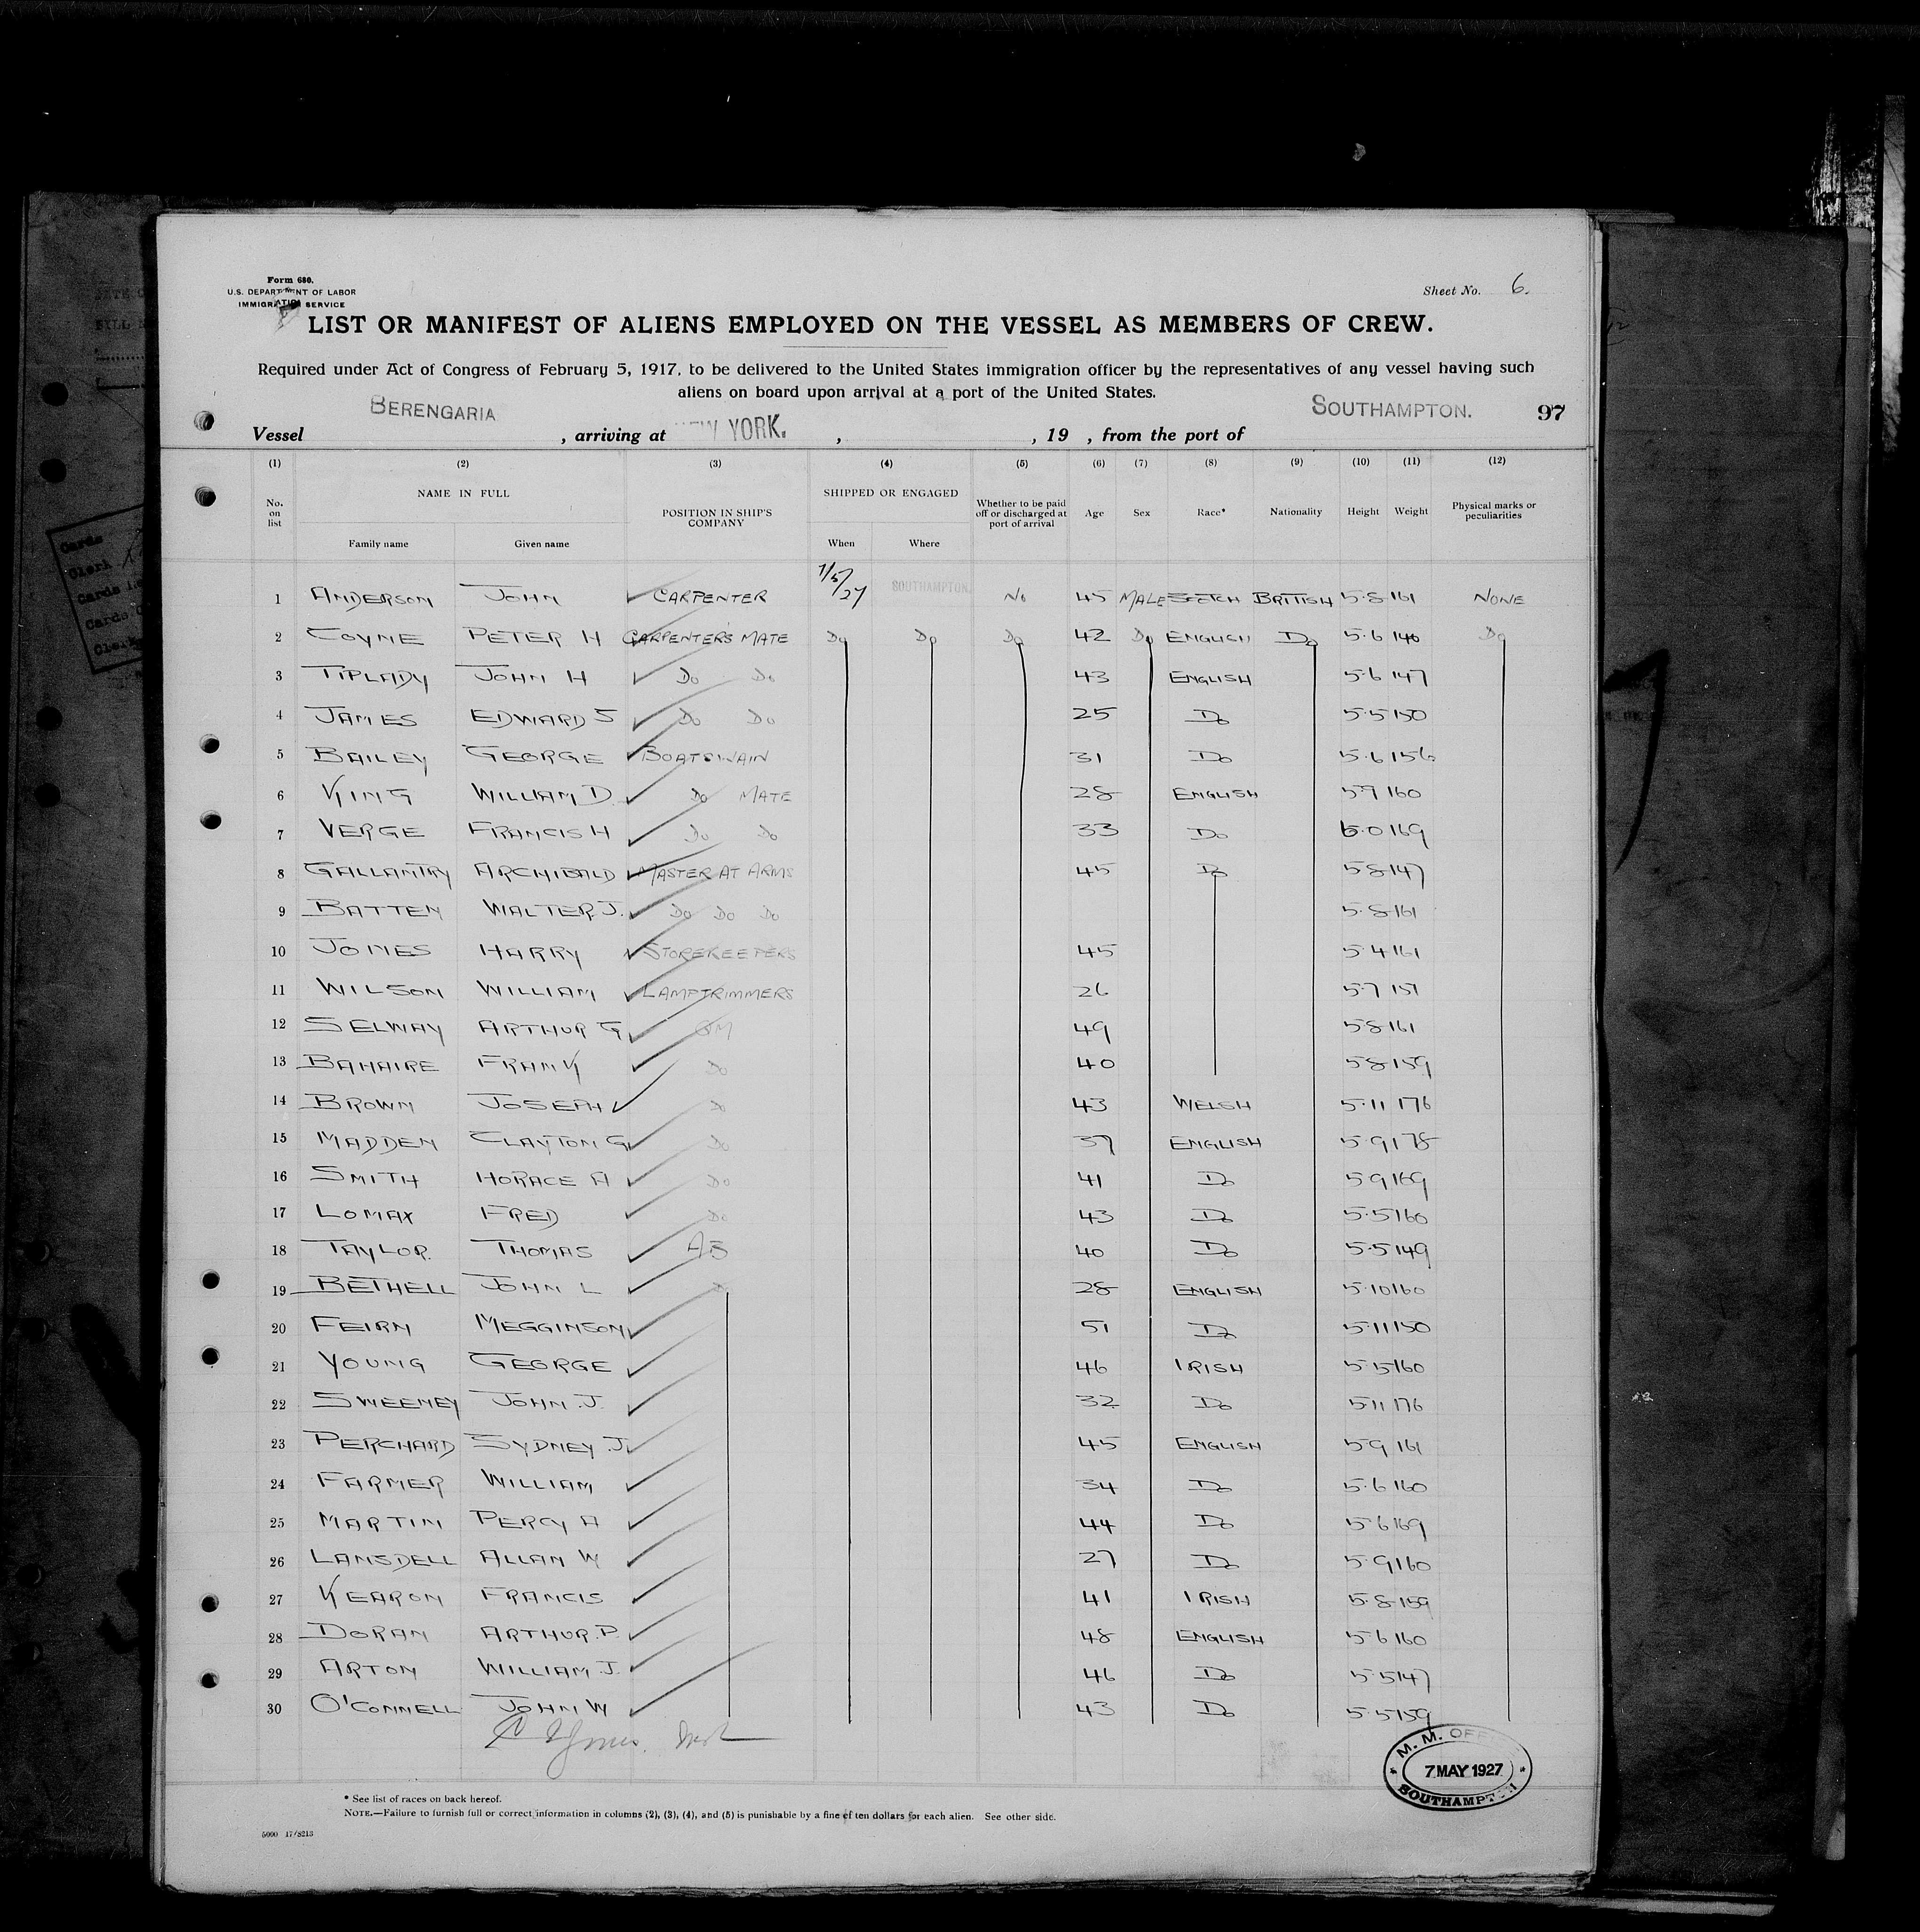 Form 680.
U.S. DEPARTMENT OF LABOR
IMMIGRATION SERVICE
Sheet No. 6.
LIST OR MANIFEST OF ALIENS EMPLOYED ON THE VESSEL AS MEMBERS OF CREW.
Required under Act of Congress of February 5, 1917, to be delivered to the United States immigration officer by the representatives of any vessel having such
aliens on board upon arrival at a port of the United States.
Vessel BERENGARIA , arriving at NEW YORK. , , 19 , from the port of SOUTHAMPTON. 97
(1) (2) (3) (4) (5) (6) (7) (8) (9) (10) (11) (12)
No. on list NAME IN FULL Family name Given name POSITION IN SHIP'S COMPANY SHIPPED OR ENGAGED When Where Whether to be paid off or discharged at port of arrival Age Sex Race* Nationality Height Weight Physical marks or peculiarities
1 ANDERSON JOHN CARPENTER 7/5/27 SOUTHAMPTON. No 45 MALE SCOTCH BRITISH 5.8 161 NONE
2 COYNE PETER H CARPENTER'S MATE Do Do Do 42 Do ENGLISH Do 5.6 140 Do
3 TIPLADY JOHN H Do Do 43 ENGLISH 5.6 147
4 JAMES EDWARD S Do Do 25 Do 5.5 150
5 BAILEY GEORGE BOATSWAIN 31 Do 5.6 156
6 KING WILLIAM D. Do MATE 28 ENGLISH 5.9 160
7 VERGE FRANCIS H Do Do 33 Do 6.0 169
8 GALLANTRY ARCHIBALD MASTER AT ARMS 45 Do 5.8 147
9 BATTEN WALTER J. Do Do Do 5.8 161
10 JONES HARRY STOREKEEPERS 45 5.4 161
11 WILSON WILLIAM LAMPTRIMMERS 26 5.7 151
12 SELWAY ARTHUR G. QM 49 5.8 161
13 BANAIRE FRANK Do 40 5.8 159
14 BROWN JOSEPH Do 43 WELSH 5.11 176
15 MADDEN CLAYTON G Do 37 ENGLISH 5.9 178
16 SMITH HORACE A Do 41 Do 5.9 169
17 LOMAX FRED Do 43 Do 5.5 160
18 TAYLOR. THOMAS AB 40 Do 5.5 149
19 BETHELL JOHN L Do 28 ENGLISH 5.10 160
20 FEIRN MEGGINSON 51 Do 5.11 150
21 YOUNG GEORGE 46 IRISH 5.5 160
22 SWEENEY JOHN. J. 32 Do 5.11 176
23 PERCHARD SYDNEY. J. 45 ENGLISH 5.9 161
24 FARMER WILLIAM 34 Do 5.6 160
25 MARTIN PERCY A 44 Do 5.6 169
26 LANSDELL ALLAN W 27 Do 5.9 160
27 KEARON FRANCIS 41 IRISH 5.8 159
28 DORAN ARTHUR. P. 48 ENGLISH 5.6 160
29 ARTON WILLIAM. J. 46 Do 5.5 147
30 O'CONNELL JOHN W 43 Do 5.5 159
M. M. OFFICE
7 MAY 1927
SOUTHAMPTON
* See list of races on back hereof.
NOTE.—Failure to furnish full or correct information in columns (2), (3), (4), and (5) is punishable by a fine of ten dollars for each alien. See other side.
5000 17/8213